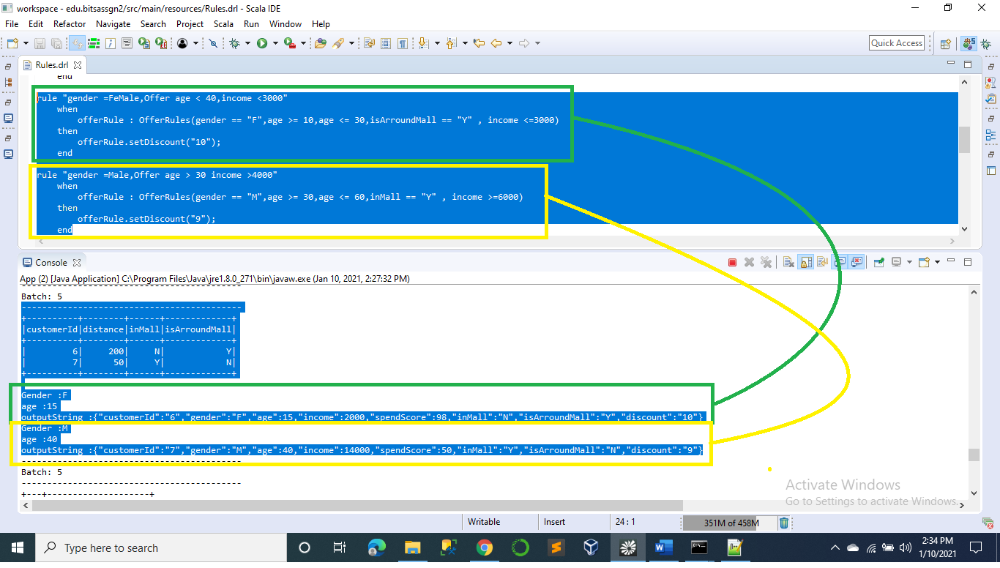 workspace - edu.bitsassgn2/src/main/resources/Rules.drl - Scala IDE
File Edit Refactor Navigate Search Project Scala Run Window Help
Quick Access
Rules.drl
end
rule "gender =FeMale,Offer age < 40,income <3000"
when
offerRule : OfferRules(gender == "F",age >= 10,age <= 30,isArroundMall == "Y" , income <=3000)
then
offerRule.setDiscount("10");
end
rule "gender =Male,Offer age > 30 income >4000"
when
offerRule : OfferRules(gender == "M",age >= 30,age <= 60,inMall == "Y" , income >=6000)
then
offerRule.setDiscount("9");
end
Console
App (2) [Java Application] C:\Program Files\Java\jre1.8.0_271\bin\javaw.exe (Jan 10, 2021, 2:27:32 PM)
-------------------------------------------
Batch: 5
-------------------------------------------
+----------+--------+------+-------------+
|customerId|distance|inMall|isArroundMall|
+----------+--------+------+-------------+
|         6|     200|     N|            Y|
|         7|      50|     Y|            N|
+----------+--------+------+-------------+
Gender :F
age :15
outputString :{"customerId":"6","gender":"F","age":15,"income":2000,"spendScore":98,"inMall":"N","isArroundMall":"Y","discount":"10"}
Gender :M
age :40
outputString :{"customerId":"7","gender":"M","age":40,"income":14000,"spendScore":50,"inMall":"Y","isArroundMall":"N","discount":"9"}
-------------------------------------------
Batch: 5
-------------------------------------------
+---+--------------------+
Activate Windows
Go to Settings to activate Windows.
Writable Insert 24 : 1 351M of 458M
Type here to search
2:34 PM
1/10/2021